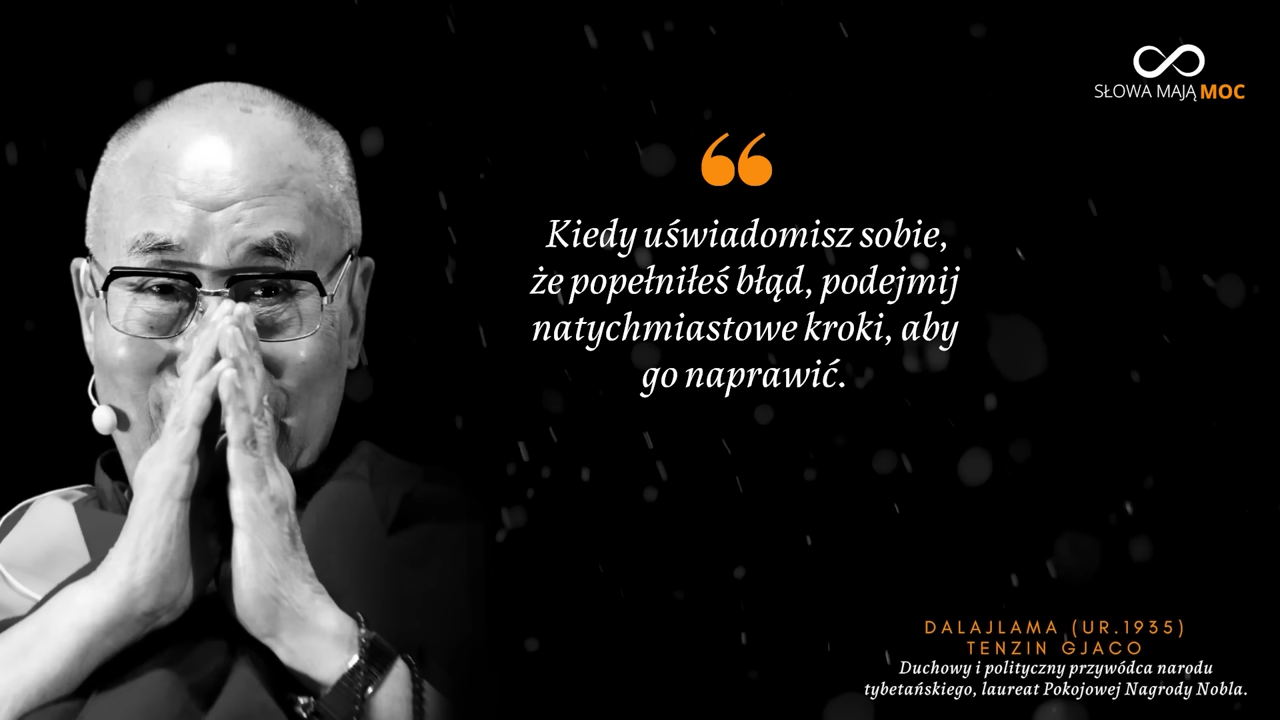 SŁOWA MAJĄ MOC
Kiedy uświadomisz sobie,
że popełniłeś błąd, podejmij
natychmiastowe kroki, aby
go naprawić.
DALAJLAMA (UR.1935)
TENZIN GJACO
Duchowy i polityczny przywódca narodu
tybetańskiego, laureat Pokojowej Nagrody Nobla.